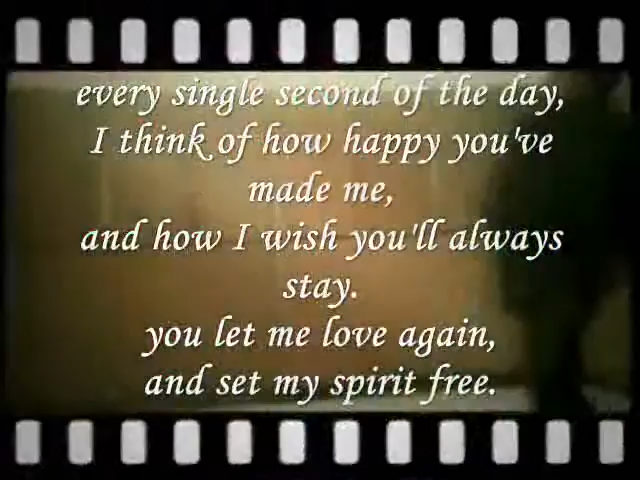 every single second of the day,
I think of how happy you've
made me,
and how I wish you'll always
stay.
you let me love again,
and set my spirit free.